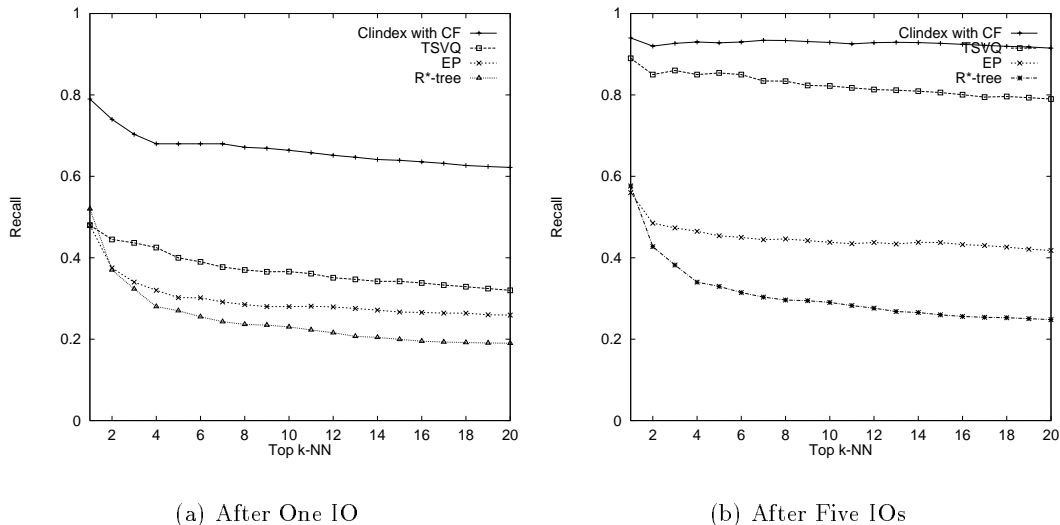 1
0.8
0.6
0.4
0.2
0
Recall
2 4 6 8 10 12 14 16 18 20
Top k-NN
Clindex with CF
TSVQ
EP
R*-tree
(a) After One IO
1
0.8
0.6
0.4
0.2
0
Recall
2 4 6 8 10 12 14 16 18 20
Top k-NN
Clindex with CF
TSVQ
EP
R*-tree
(b) After Five IOs